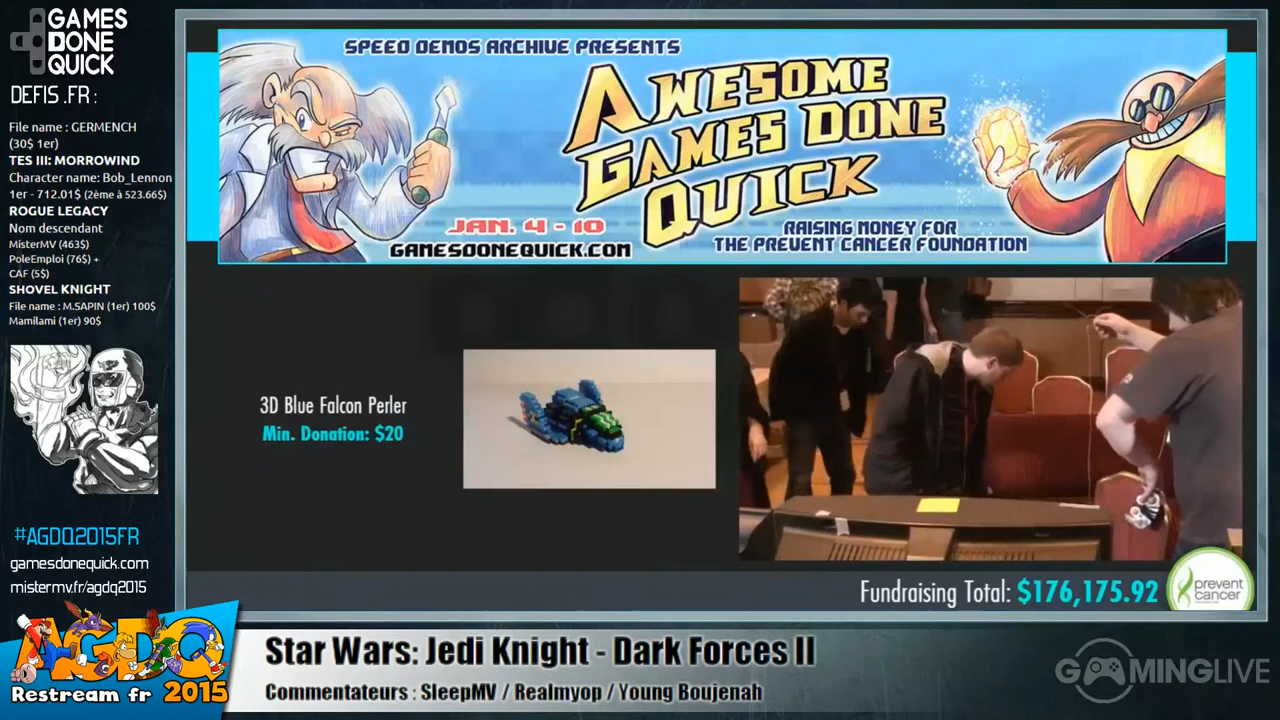 GAMES
DONE
QUICK
DEFIS .FR :
File name : GERMENCH
(30$ 1er)
TES III: MORROWIND
Character name: Bob_Lennon
1er - 712.01$ (2ème à 523.66$)
ROGUE LEGACY
Nom descendant
MisterMV (463$)
PoleEmploi (76$) +
CAF (5$)
SHOVEL KNIGHT
File name : M.SAPIN (1er) 100$
Mamilami (1er) 90$
#AGDQ2015FR
gamesdonequick.com
mistermv.fr/agdq2015
AGDQ
Restream fr 2015
SPEED DEMOS ARCHIVE PRESENTS
AWESOME
GAMES DONE
QUICK
JAN. 4 - 10
GAMESDONEQUICK.COM
RAISING MONEY FOR
THE PREVENT CANCER FOUNDATION
3D Blue Falcon Perler
Min. Donation: $20
Fundraising Total: $176,175.92
prevent
cancer
Star Wars: Jedi Knight - Dark Forces II
Commentateurs : SleepMV / Realmyop / Young Boujenah
GAMINGLIVE